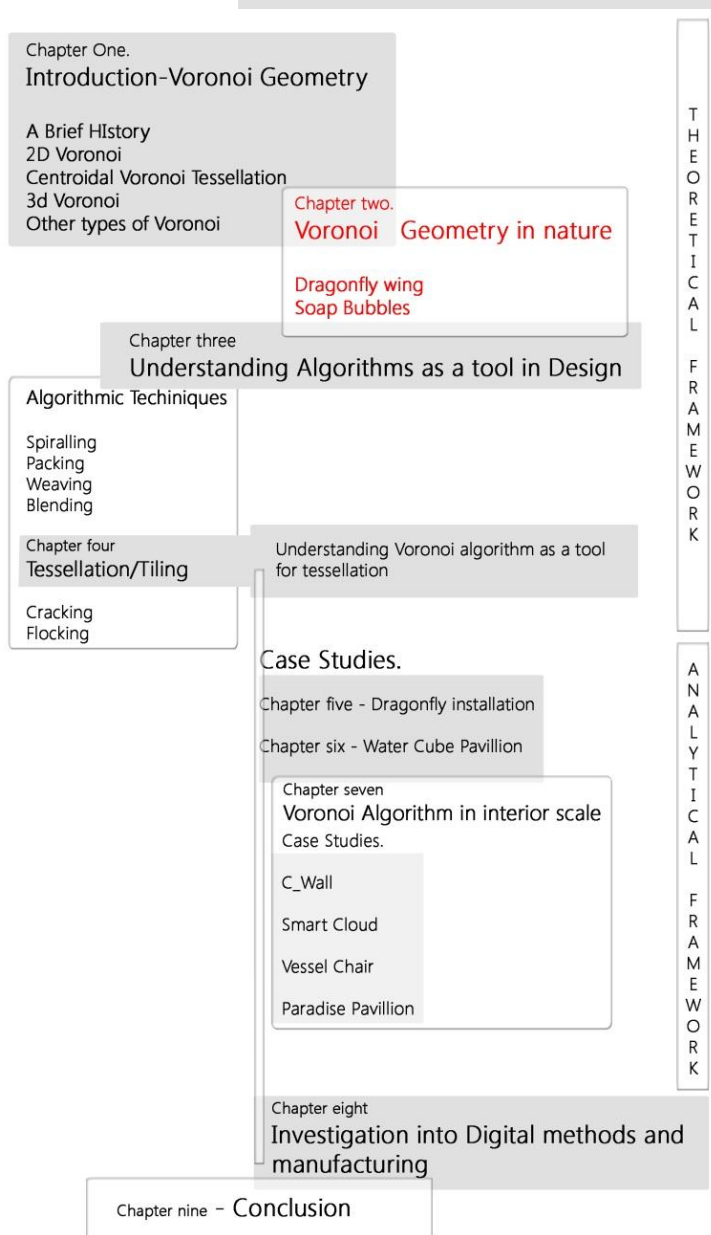 Chapter One.
Introduction-Voronoi Geometry
A Brief HIstory
2D Voronoi
Centroidal Voronoi Tessellation
3d Voronoi
Other types of Voronoi
Chapter two.
Voronoi Geometry in nature
Dragonfly wing
Soap Bubbles
Chapter three
Understanding Algorithms as a tool in Design
Algorithmic Techiniques
Spiralling
Packing
Weaving
Blending
Chapter four
Tessellation/Tiling
Understanding Voronoi algorithm as a tool
for tessellation
Cracking
Flocking
THEORETICAL FRAMEWORK
Case Studies.
Chapter five - Dragonfly installation
Chapter six - Water Cube Pavillion
Chapter seven
Voronoi Algorithm in interior scale
Case Studies.
C_Wall
Smart Cloud
Vessel Chair
Paradise Pavillion
ANALYTICAL FRAMEWORK
Chapter eight
Investigation into Digital methods and
manufacturing
Chapter nine - Conclusion